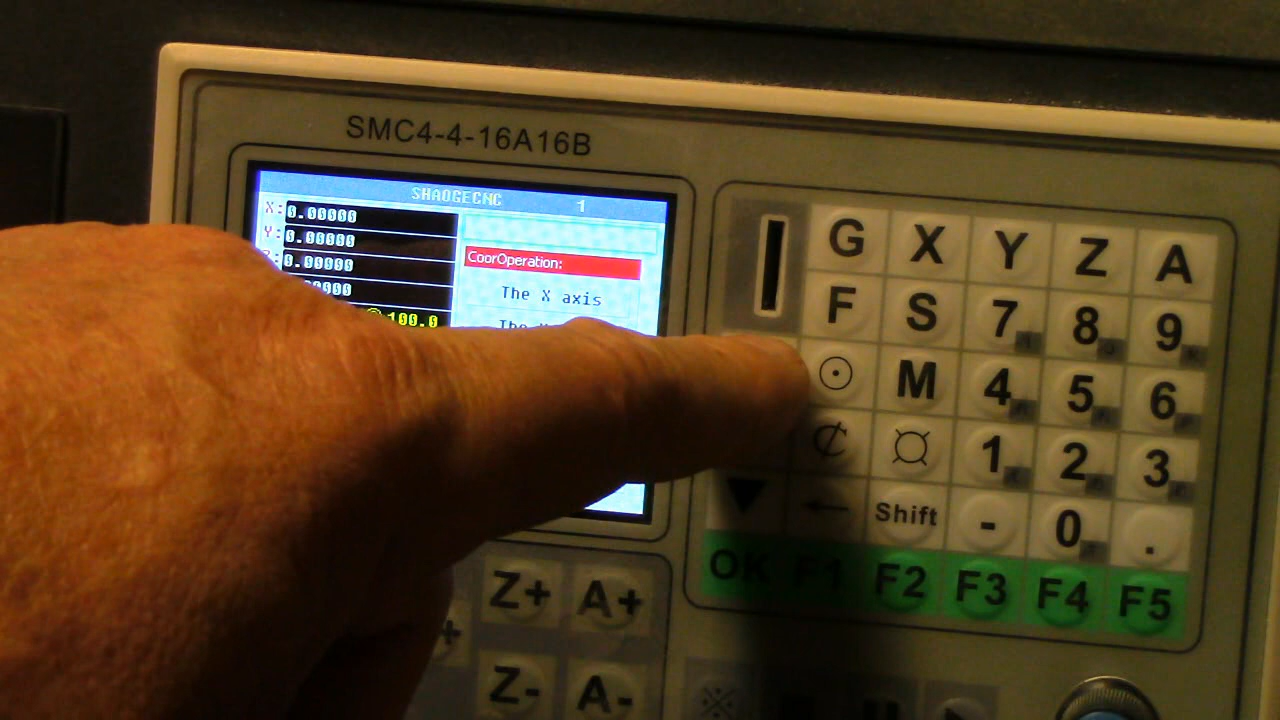 SMC4-4-16A16B
SHAOGECNC 1
X: 0.00000
Y: 0.00000
0.00000
CoorOperation:
The X axis
100.0
G X Y Z A
F S 7 8 9
M 4 5 6
1 2 3
Shift - 0 .
OK F1 F2 F3 F4 F5
Z+ A+
Z- A-